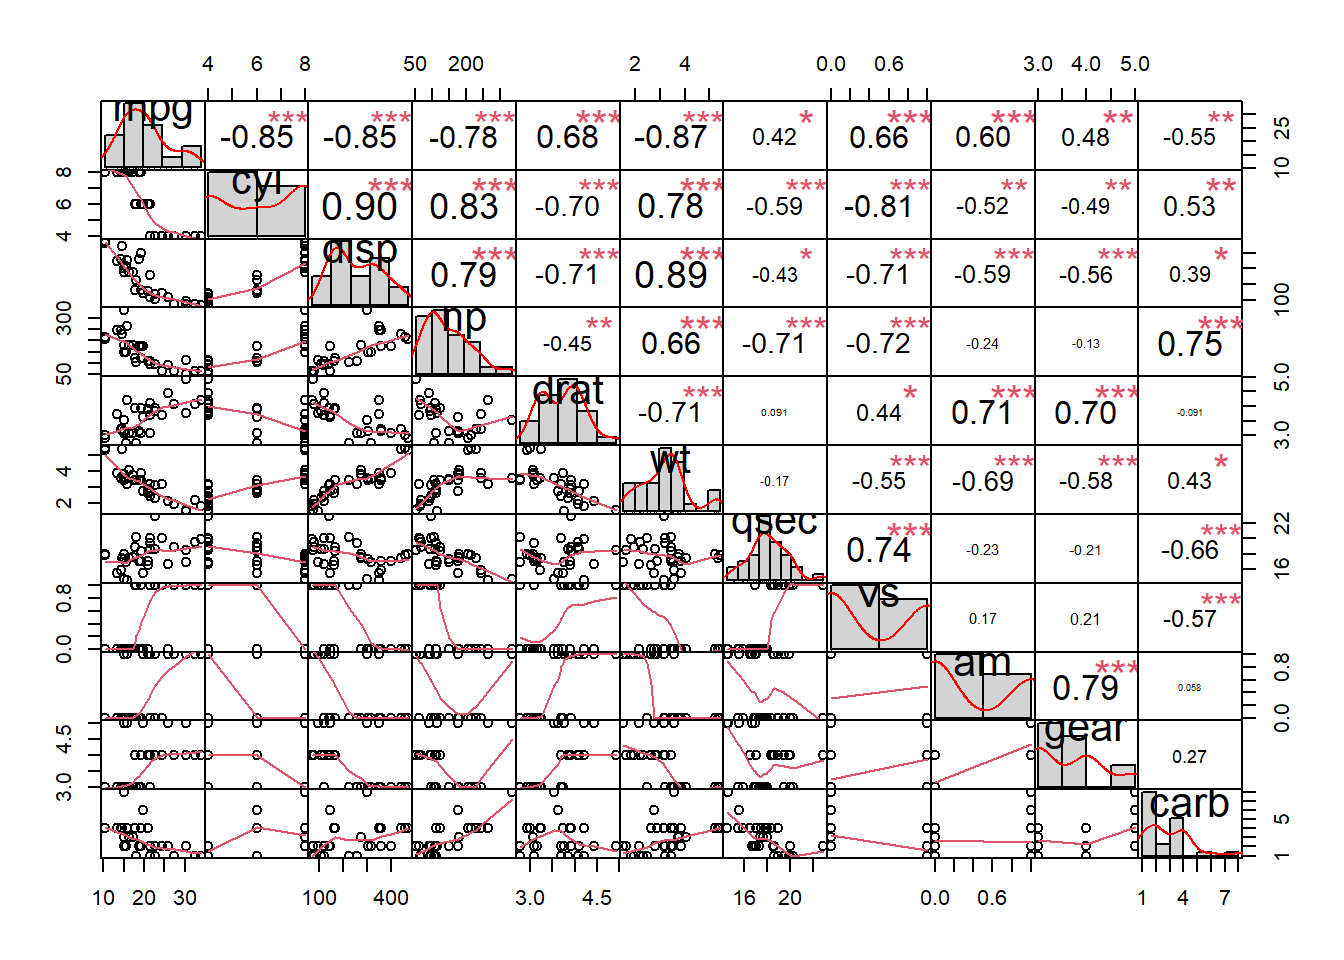 4 6 8 50 200 2 4 0.0 0.6 3.0 4.0 5.0
mpg -0.85 *** -0.85 *** -0.78 *** 0.68 *** -0.87 *** 0.42 * 0.66 *** 0.60 *** 0.48 ** -0.55 ** 10 25
4 6 8 cyl 0.90 *** 0.83 *** -0.70 *** 0.78 *** -0.59 *** -0.81 *** -0.52 ** -0.49 ** 0.53 **
disp 0.79 *** -0.71 *** 0.89 *** -0.43 * -0.71 *** -0.59 *** -0.56 *** 0.39 * 100
50 300 hp -0.45 ** 0.66 *** -0.71 *** -0.72 *** -0.24 -0.13 0.75 ***
drat -0.71 *** 0.091 0.44 * 0.71 *** 0.70 *** -0.091 3.0 5.0
2 4 wt -0.17 -0.55 *** -0.69 *** -0.58 *** 0.43 *
qsec 0.74 *** -0.23 -0.21 -0.66 *** 16 22
0.0 0.8 vs 0.17 0.21 -0.57 ***
am 0.79 *** 0.058 0.0 0.8
3.0 4.5 gear 0.27
carb 1 5
10 20 30 100 400 3.0 4.5 16 20 0.0 0.6 1 4 7